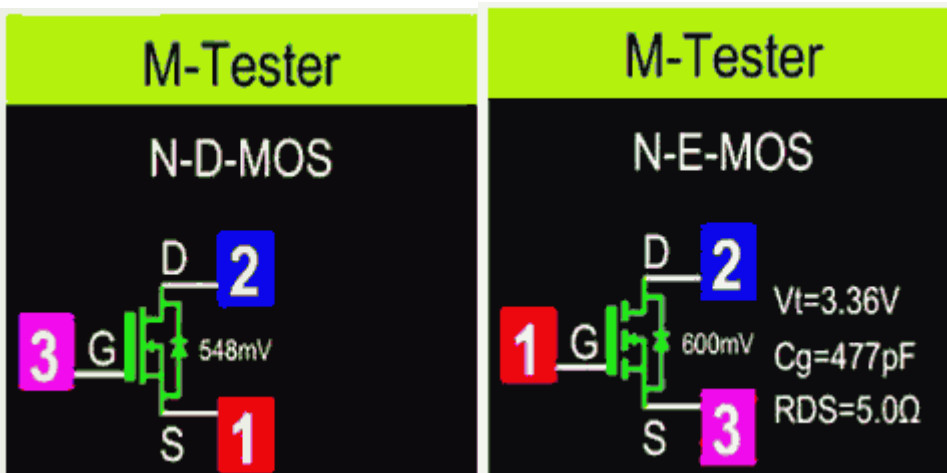 M-Tester
N-D-MOS
D
2
3
G
548mV
S
1
M-Tester
N-E-MOS
D
2
Vt=3.36V
1
G
600mV
Cg=477pF
RDS=5.0Ω
S
3